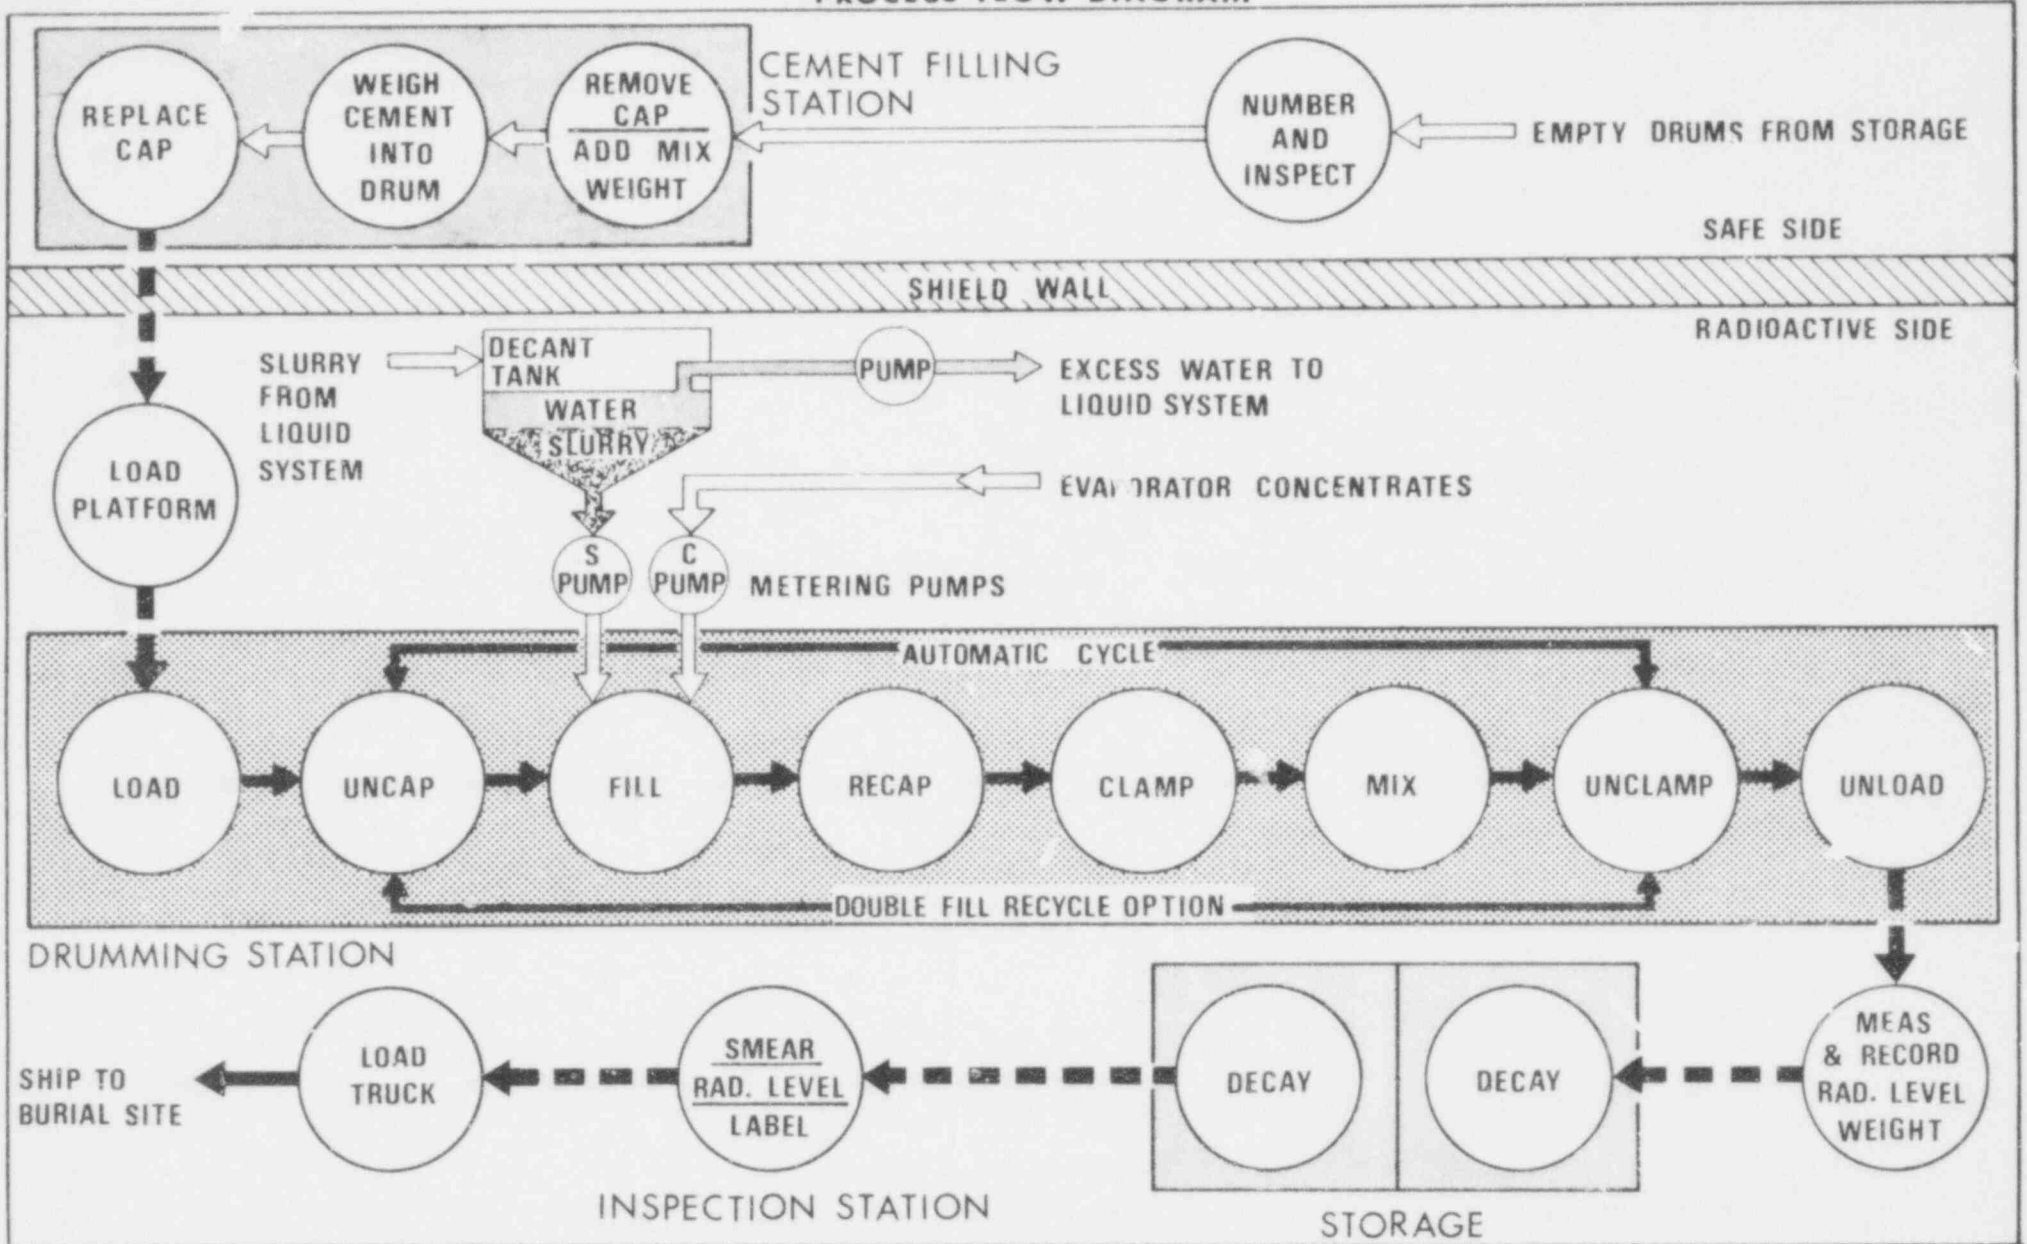 PROCESS FLOW DIAGRAM
REPLACE
CAP
WEIGH
CEMENT
INTO
DRUM
REMOVE
CAP
ADD MIX
WEIGHT
CEMENT FILLING
STATION
NUMBER
AND
INSPECT
EMPTY DRUMS FROM STORAGE
SAFE SIDE
SHIELD WALL
RADIOACTIVE SIDE
SLURRY
FROM
LIQUID
SYSTEM
DECANT
TANK
WATER
SLURRY
PUMP
EXCESS WATER TO
LIQUID SYSTEM
LOAD
PLATFORM
EVAPORATOR CONCENTRATES
S
PUMP
C
PUMP
METERING PUMPS
AUTOMATIC CYCLE
LOAD
UNCAP
FILL
RECAP
CLAMP
MIX
UNCLAMP
UNLOAD
DOUBLE FILL RECYCLE OPTION
DRUMMING STATION
SHIP TO
BURIAL SITE
LOAD
TRUCK
SMEAR
RAD. LEVEL
LABEL
DECAY
DECAY
MEAS
& RECORD
RAD. LEVEL
WEIGHT
INSPECTION STATION
STORAGE